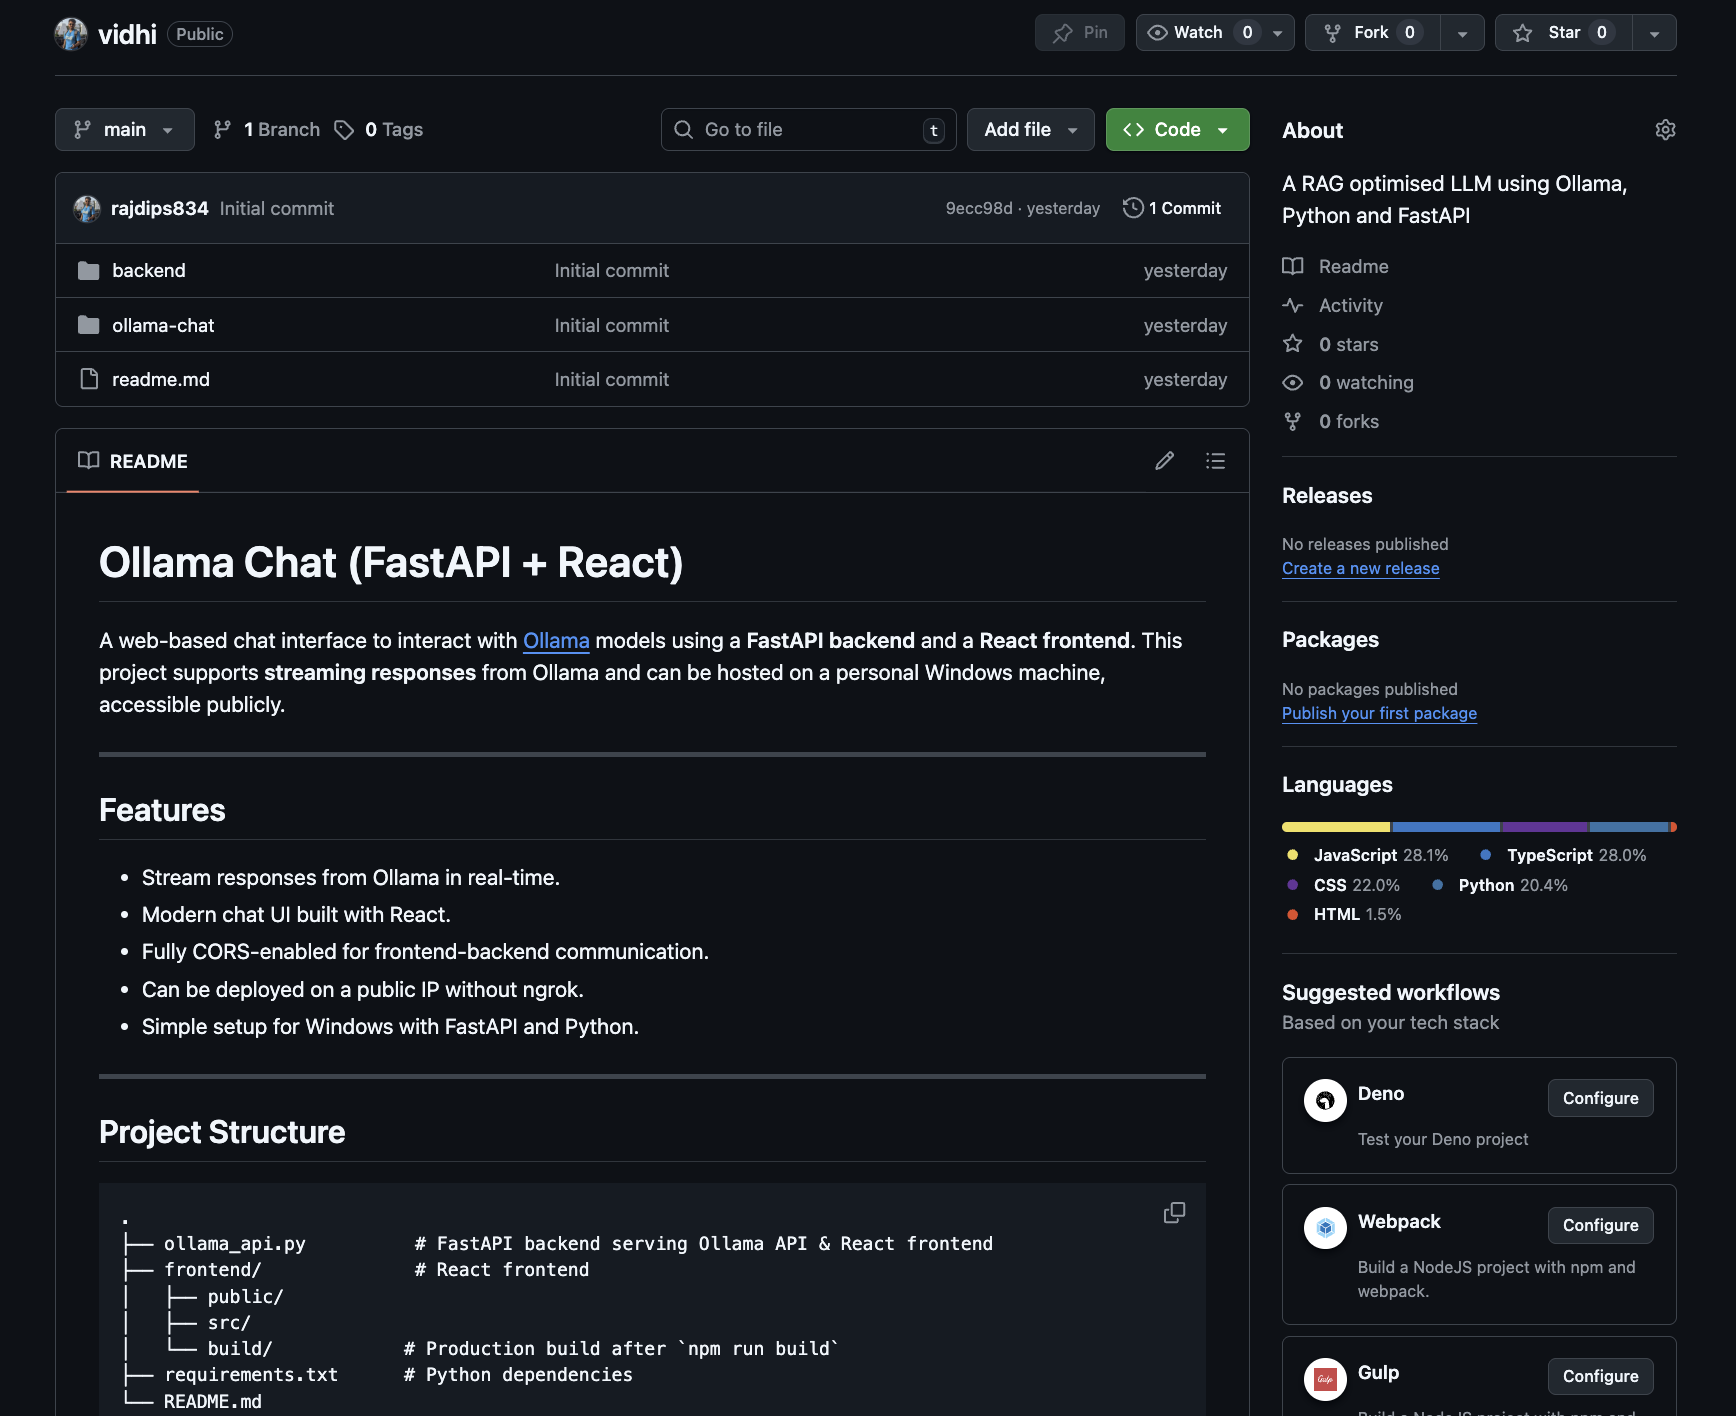 vidhi Public Pin Watch 0 Fork 0 Star 0
main 1 Branch 0 Tags Go to file t Add file Code
rajdips834 Initial commit 9ecc98d · yesterday 1 Commit
backend Initial commit yesterday
ollama-chat Initial commit yesterday
readme.md Initial commit yesterday
README
Ollama Chat (FastAPI + React)
A web-based chat interface to interact with Ollama models using a FastAPI backend and a React frontend. This
project supports streaming responses from Ollama and can be hosted on a personal Windows machine,
accessible publicly.
Features
• Stream responses from Ollama in real-time.
• Modern chat UI built with React.
• Fully CORS-enabled for frontend-backend communication.
• Can be deployed on a public IP without ngrok.
• Simple setup for Windows with FastAPI and Python.
Project Structure
.
├── ollama_api.py # FastAPI backend serving Ollama API & React frontend
├── frontend/ # React frontend
│ ├── public/
│ ├── src/
│ └── build/ # Production build after `npm run build`
├── requirements.txt # Python dependencies
└── README.md
About
A RAG optimised LLM using Ollama,
Python and FastAPI
Readme
Activity
0 stars
0 watching
0 forks
Releases
No releases published
Create a new release
Packages
No packages published
Publish your first package
Languages
JavaScript 28.1% TypeScript 28.0%
CSS 22.0% Python 20.4%
HTML 1.5%
Suggested workflows
Based on your tech stack
Deno Configure
Test your Deno project
Webpack Configure
Build a NodeJS project with npm and
webpack.
Gulp Configure
Build a NodeJS project with npm and